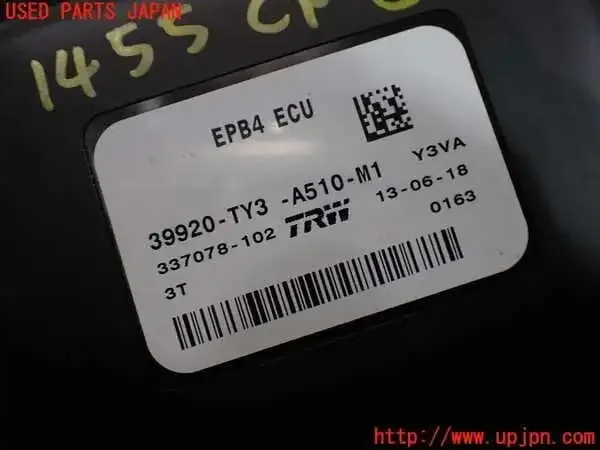 USED PARTS JAPAN
1455
EPB4 ECU
39920-TY3 -A510-M1
Y3VA
337078-102
TRW
13-06-18
3T
0163
http://www.upjpn.com/